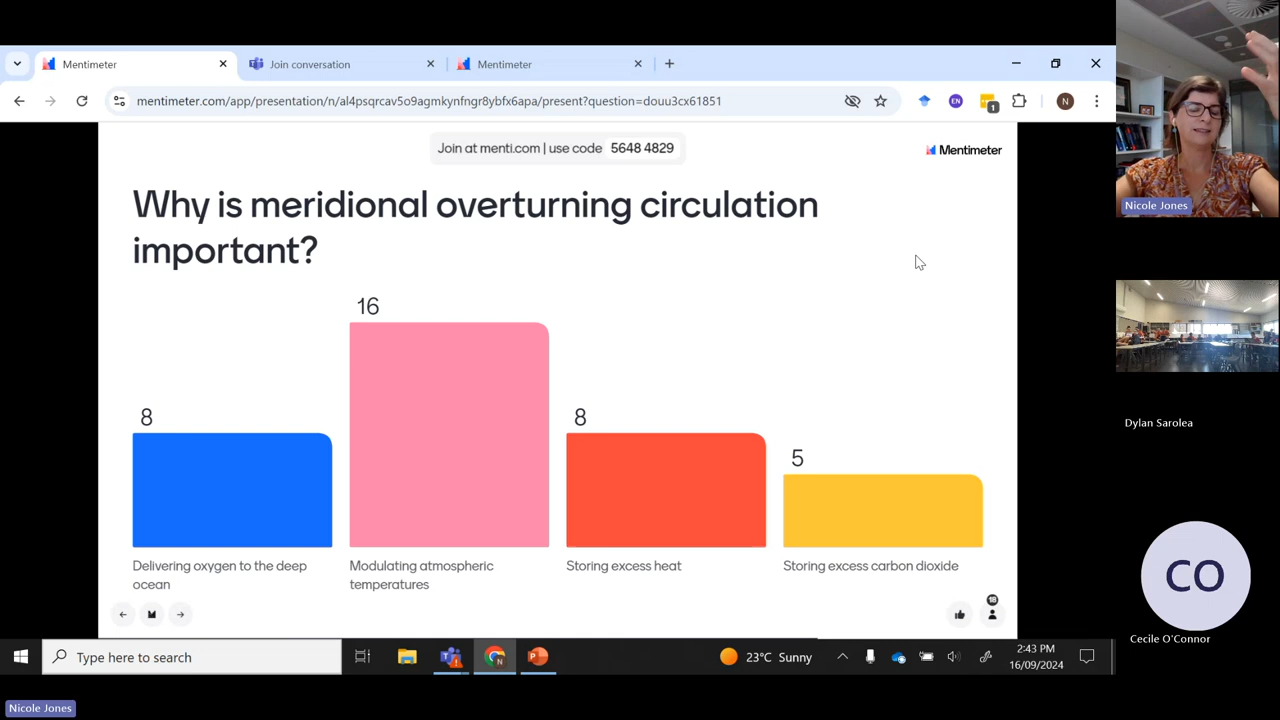 Mentimeter
Join conversation
Mentimeter
mentimeter.com/app/presentation/n/al4psqrcav5o9agmkynfngr8ybfx6apa/present?question=douu3cx61851
EN
1
N
Join at menti.com | use code 5648 4829
Mentimeter
Why is meridional overturning circulation
important?
8
16
8
5
Delivering oxygen to the deep
ocean
Modulating atmospheric
temperatures
Storing excess heat
Storing excess carbon dioxide
18
Type here to search
23°C Sunny
2:43 PM
16/09/2024
Nicole Jones
Dylan Sarolea
CO
Cecile O'Connor
Nicole Jones